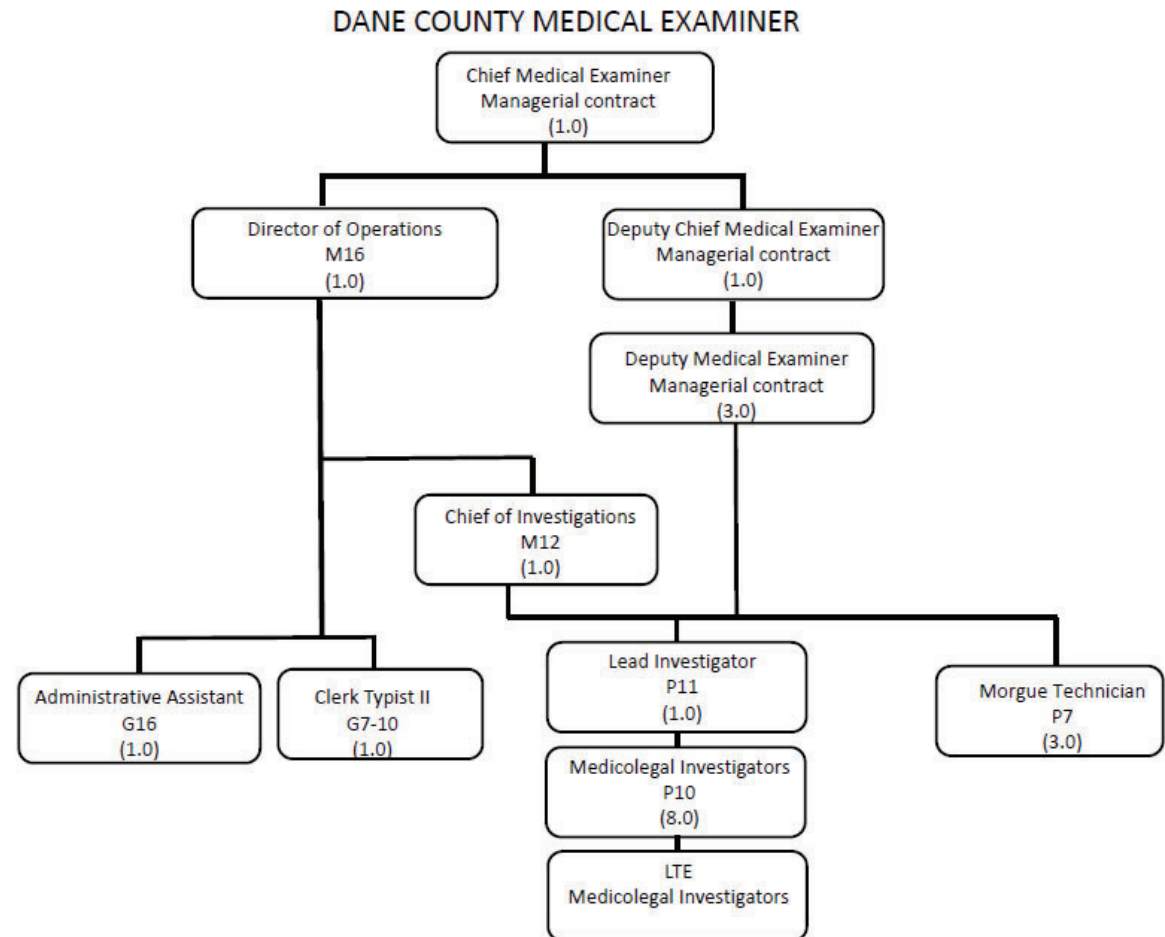 DANE COUNTY MEDICAL EXAMINER
Chief Medical Examiner
Managerial contract
(1.0)
Director of Operations
M16
(1.0)
Deputy Chief Medical Examiner
Managerial contract
(1.0)
Deputy Medical Examiner
Managerial contract
(3.0)
Chief of Investigations
M12
(1.0)
Administrative Assistant
G16
(1.0)
Clerk Typist II
G7-10
(1.0)
Lead Investigator
P11
(1.0)
Morgue Technician
P7
(3.0)
Medicolegal Investigators
P10
(8.0)
LTE
Medicolegal Investigators